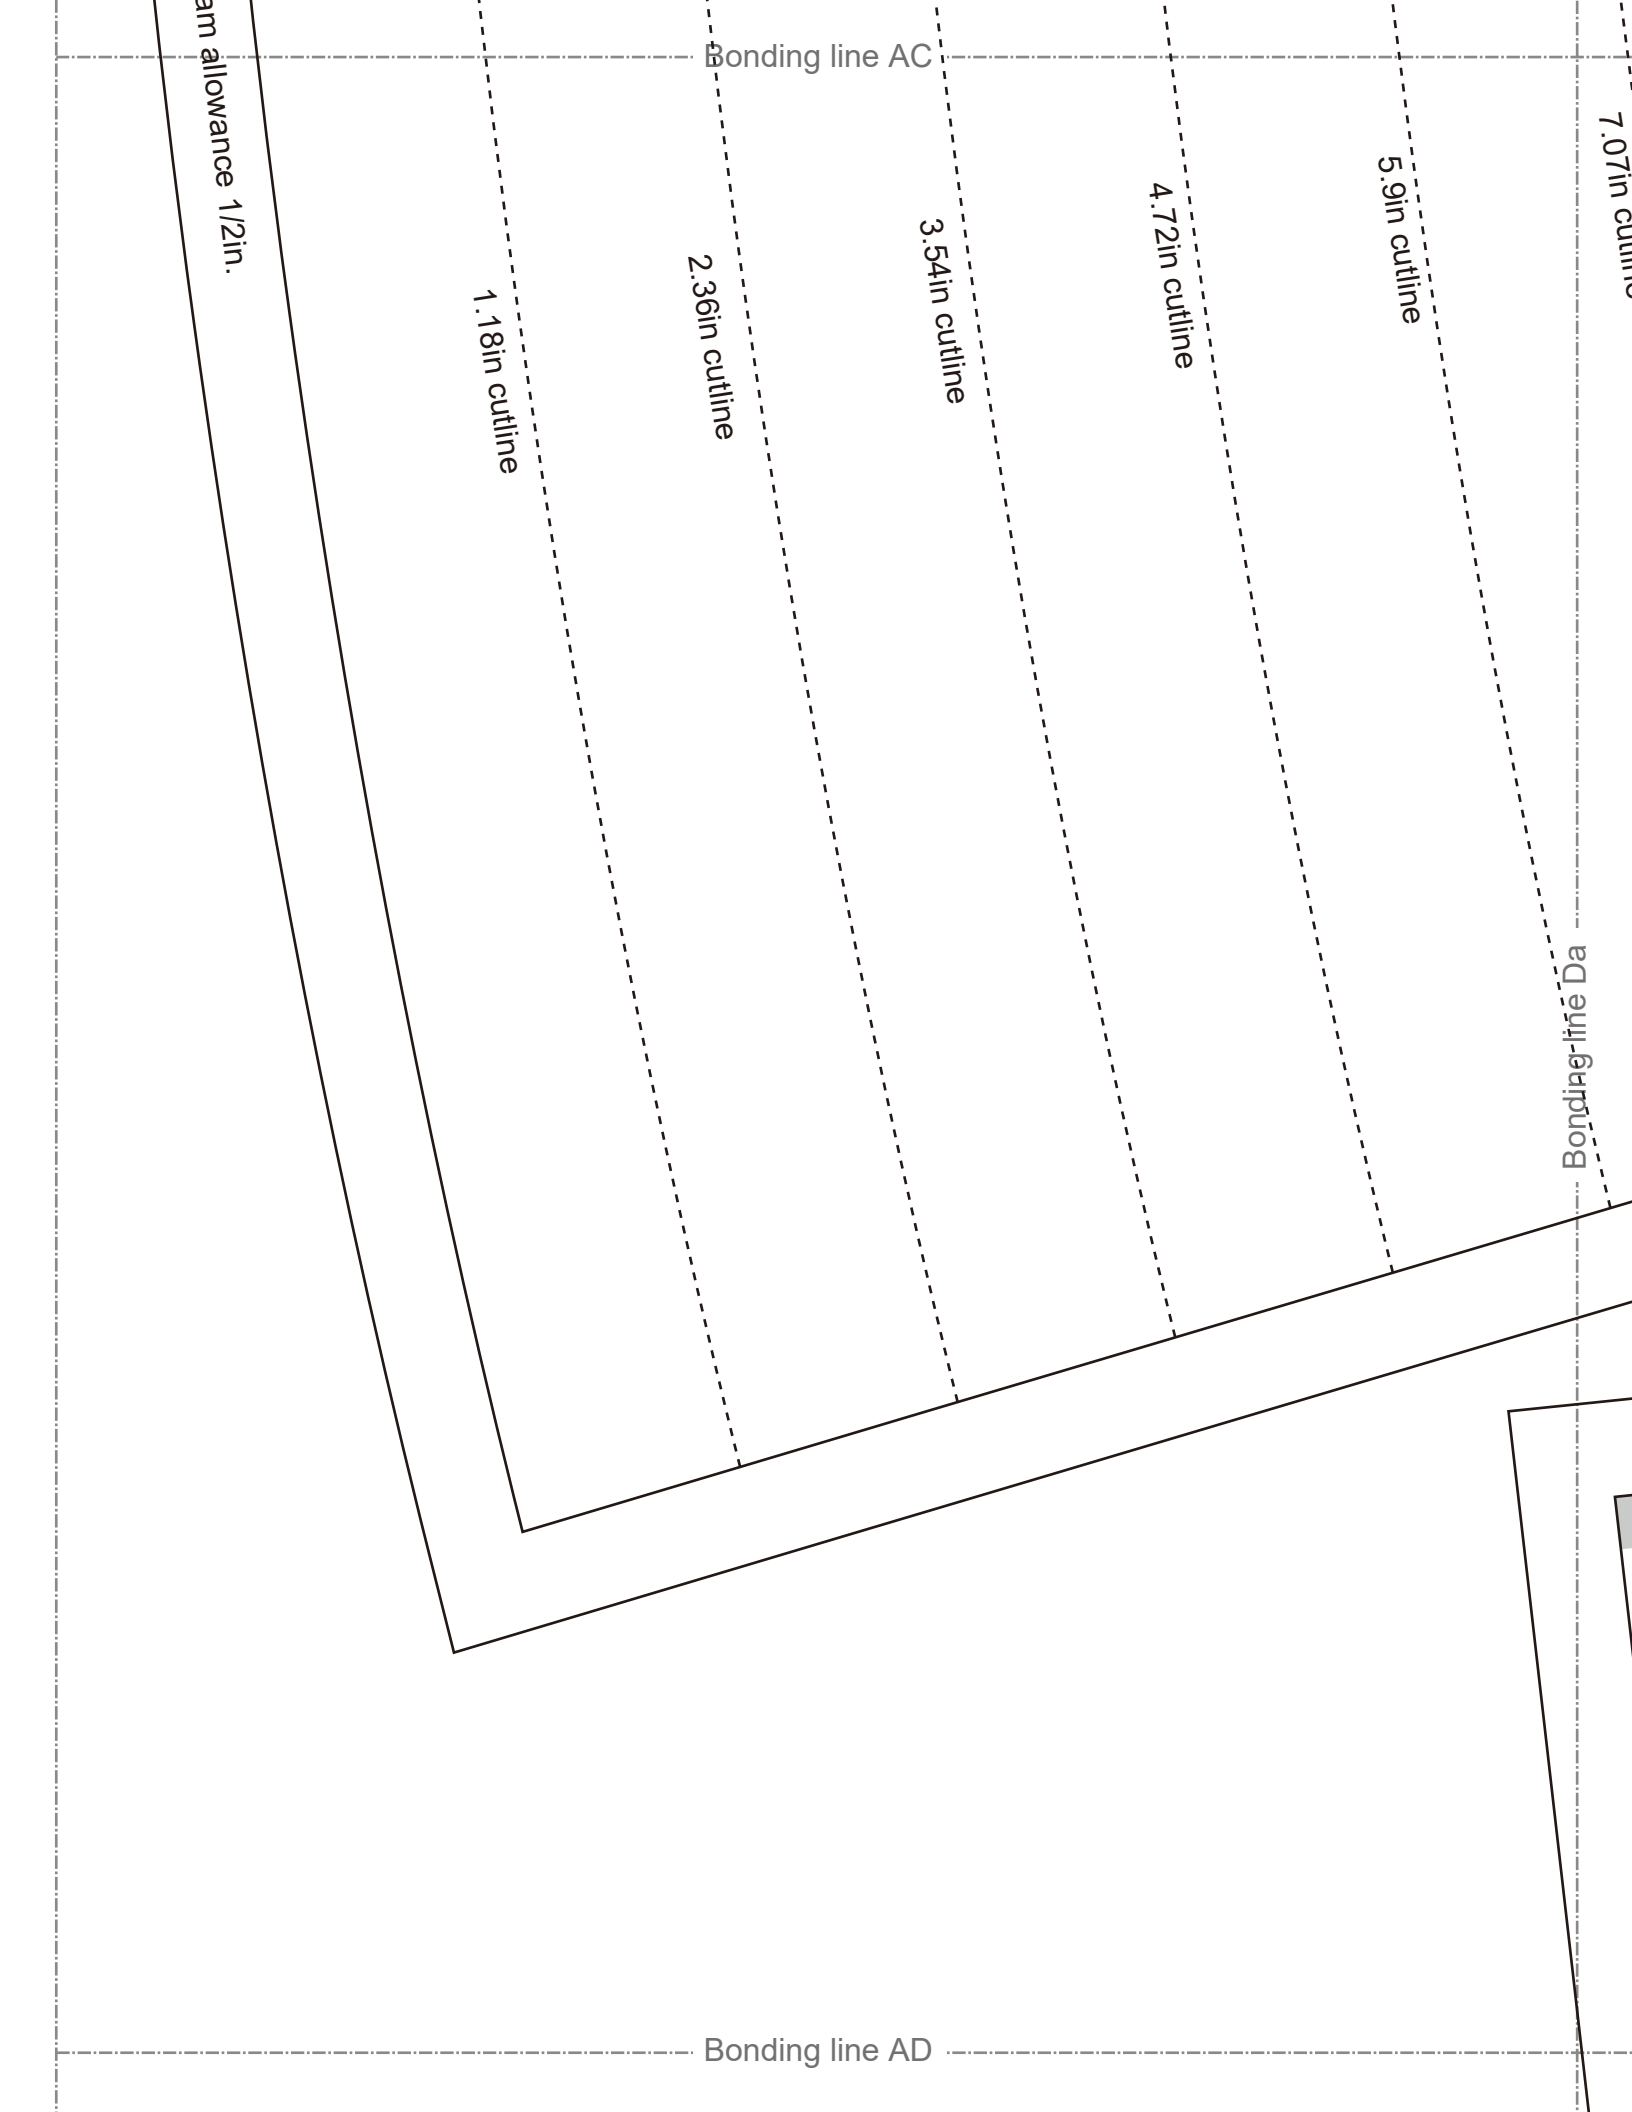 Bonding line AC
am allowance 1/2in.
1.18in cutline
2.36in cutline
3.54in cutline
4.72in cutline
5.9in cutline
7.07in cutline
Bonding line Da
Bonding line AD